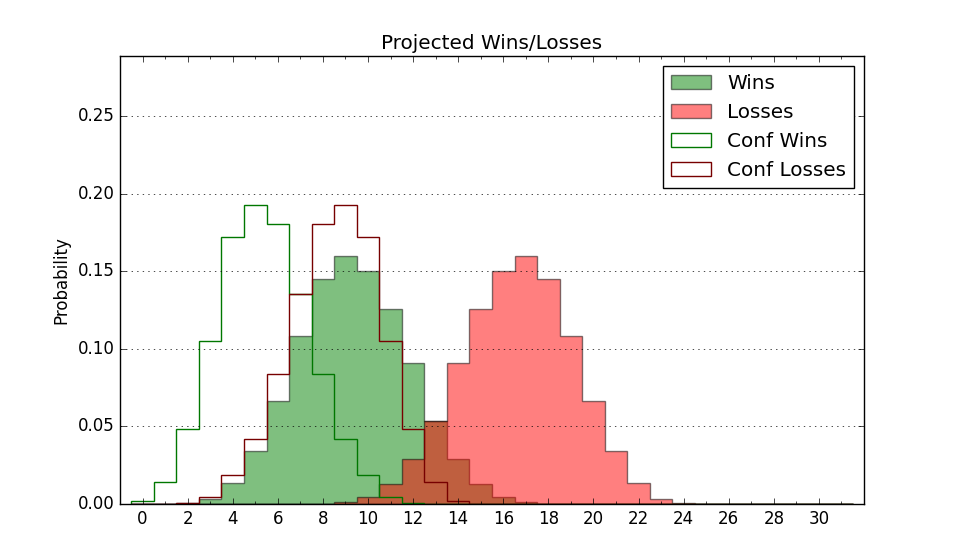 Projected Wins/Losses
Wins
Losses
Conf Wins
Conf Losses
Probability
0.25
0.20
0.15
0.10
0.05
0.00
0 2 4 6 8 10 12 14 16 18 20 22 24 26 28 30